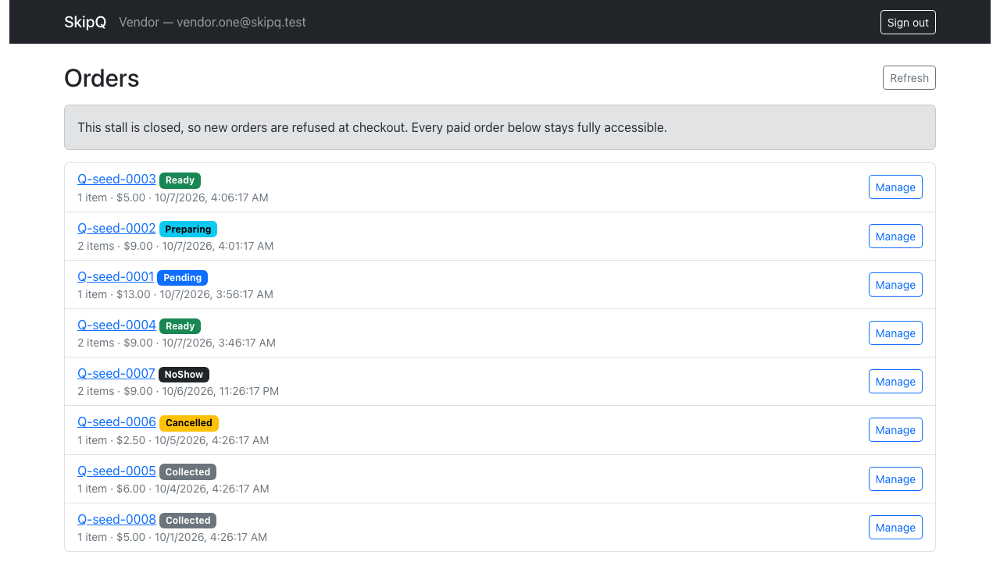 SkipQ Vendor — vendor.one@skipq.test Sign out
Orders Refresh
This stall is closed, so new orders are refused at checkout. Every paid order below stays fully accessible.
Q-seed-0003 Ready
1 item · $5.00 · 10/7/2026, 4:06:17 AM
Manage
Q-seed-0002 Preparing
2 items · $9.00 · 10/7/2026, 4:01:17 AM
Manage
Q-seed-0001 Pending
1 item · $13.00 · 10/7/2026, 3:56:17 AM
Manage
Q-seed-0004 Ready
2 items · $9.00 · 10/7/2026, 3:46:17 AM
Manage
Q-seed-0007 NoShow
2 items · $9.00 · 10/6/2026, 11:26:17 PM
Manage
Q-seed-0006 Cancelled
1 item · $2.50 · 10/5/2026, 4:26:17 AM
Manage
Q-seed-0005 Collected
1 item · $6.00 · 10/4/2026, 4:26:17 AM
Manage
Q-seed-0008 Collected
1 item · $5.00 · 10/1/2026, 4:26:17 AM
Manage